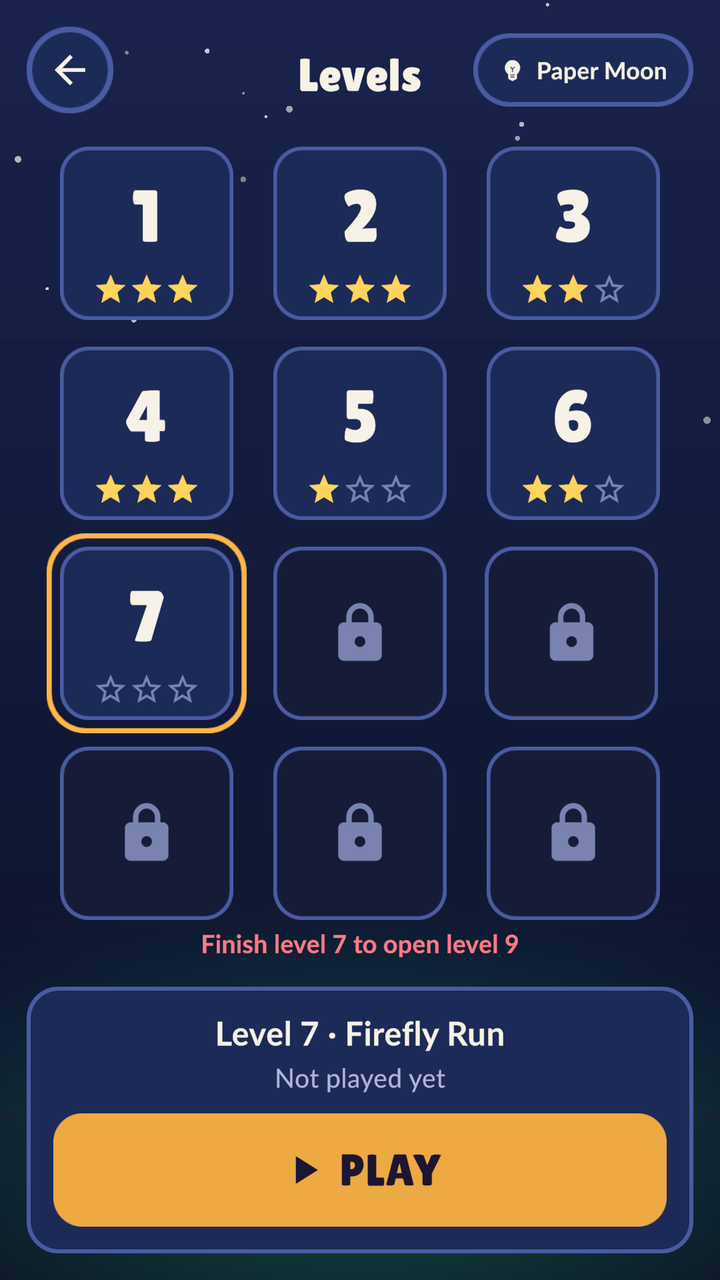 Levels
Paper Moon
1
2
3
4
5
6
7
Finish level 7 to open level 9
Level 7 · Firefly Run
Not played yet
PLAY